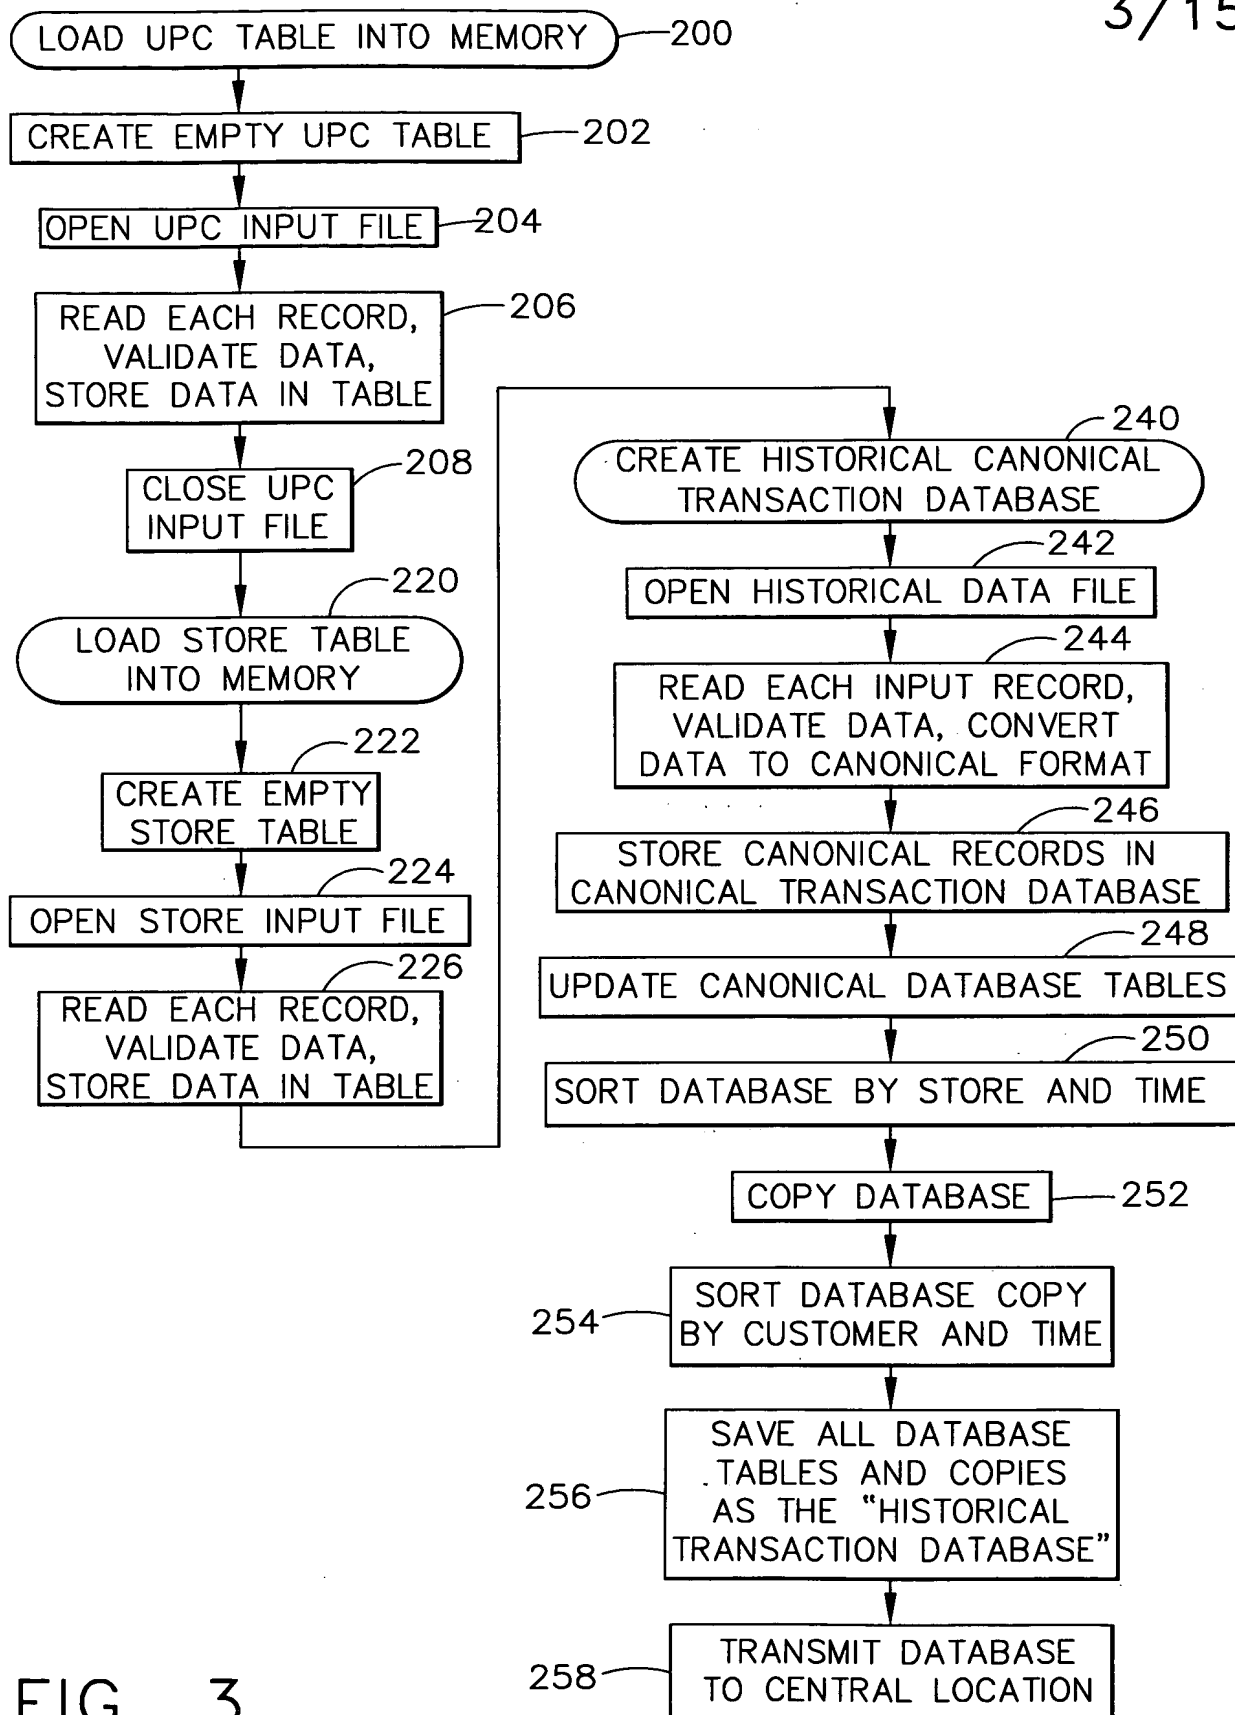 3/15
LOAD UPC TABLE INTO MEMORY
200
CREATE EMPTY UPC TABLE
202
OPEN UPC INPUT FILE
204
READ EACH RECORD,
VALIDATE DATA,
STORE DATA IN TABLE
206
CLOSE UPC
INPUT FILE
208
LOAD STORE TABLE
INTO MEMORY
220
CREATE EMPTY
STORE TABLE
222
OPEN STORE INPUT FILE
224
READ EACH RECORD,
VALIDATE DATA,
STORE DATA IN TABLE
226
CREATE HISTORICAL CANONICAL
TRANSACTION DATABASE
240
OPEN HISTORICAL DATA FILE
242
READ EACH INPUT RECORD,
VALIDATE DATA, CONVERT
DATA TO CANONICAL FORMAT
244
STORE CANONICAL RECORDS IN
CANONICAL TRANSACTION DATABASE
246
UPDATE CANONICAL DATABASE TABLES
248
SORT DATABASE BY STORE AND TIME
250
COPY DATABASE
252
SORT DATABASE COPY
BY CUSTOMER AND TIME
254
SAVE ALL DATABASE
TABLES AND COPIES
AS THE "HISTORICAL
TRANSACTION DATABASE"
256
TRANSMIT DATABASE
TO CENTRAL LOCATION
258
FIG. 3